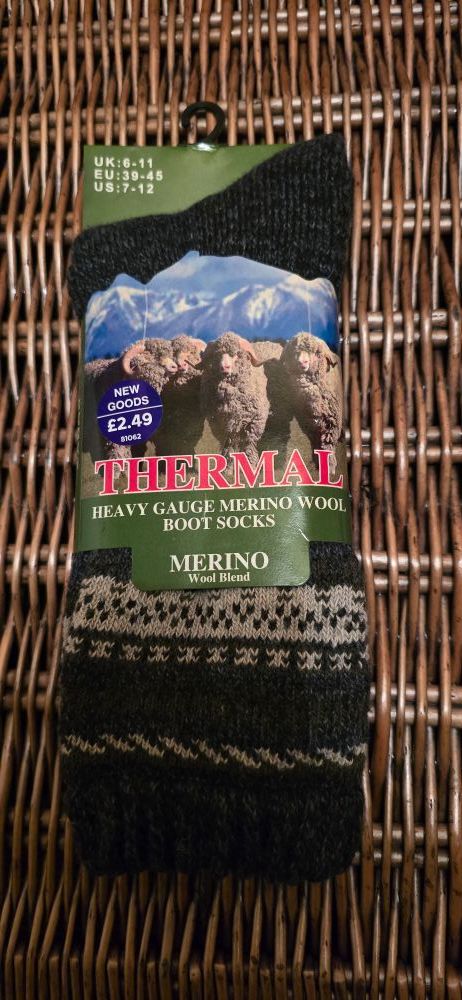 UK:6-11
EU:39-45
US:7-12
NEW
GOODS
£2.49
81062
THERMAL
HEAVY GAUGE MERINO WOOL
BOOT SOCKS
MERINO
Wool Blend